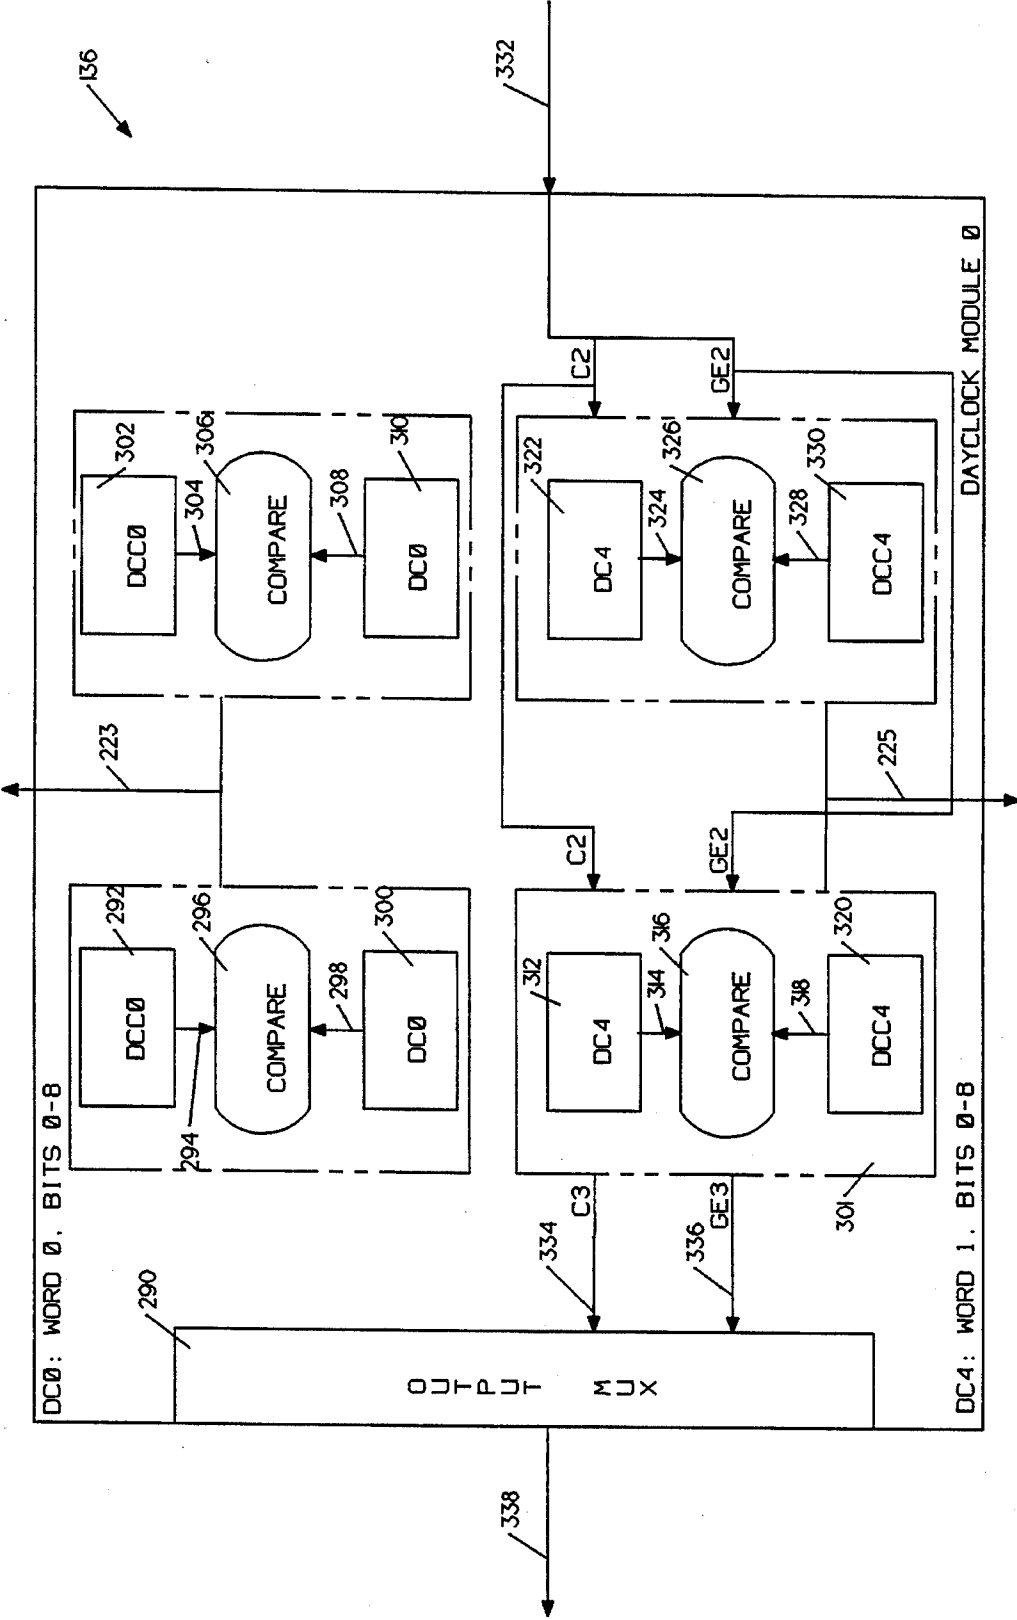 136
332
DC0: WORD 0, BITS 0-8
302
DCC0
304
306
COMPARE
308
310
DC0
223
292
DCC0
294
296
COMPARE
298
300
DC0
C2
GE2
322
DC4
324
326
COMPARE
328
330
DCC4
225
C2
GE2
312
DC4
314
316
COMPARE
318
320
DCC4
301
C3
334
GE3
336
290
OUTPUT MUX
338
DC4: WORD 1, BITS 0-8
DAYCLOCK MODULE 0